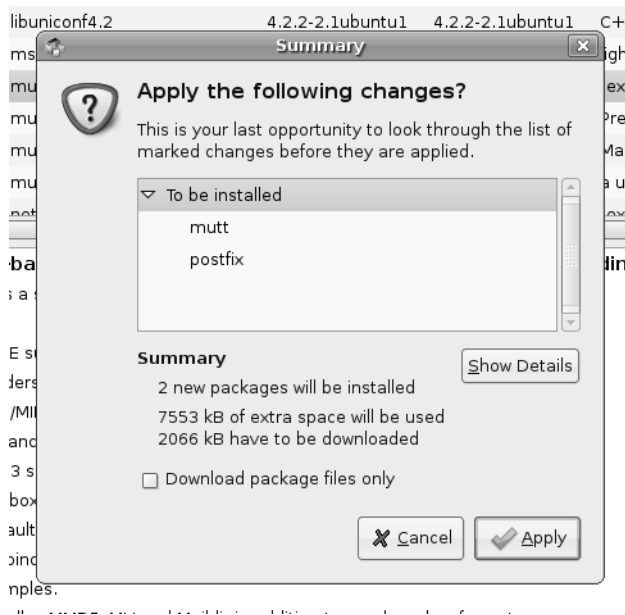 libuniconf4.2 4.2.2-2.1ubuntu1 4.2.2-2.1ubuntu1 C+
Summary
Apply the following changes?
This is your last opportunity to look through the list of
marked changes before they are applied.
To be installed
mutt
postfix
Summary
Show Details
2 new packages will be installed
7553 kB of extra space will be used
2066 kB have to be downloaded
Download package files only
Cancel
Apply